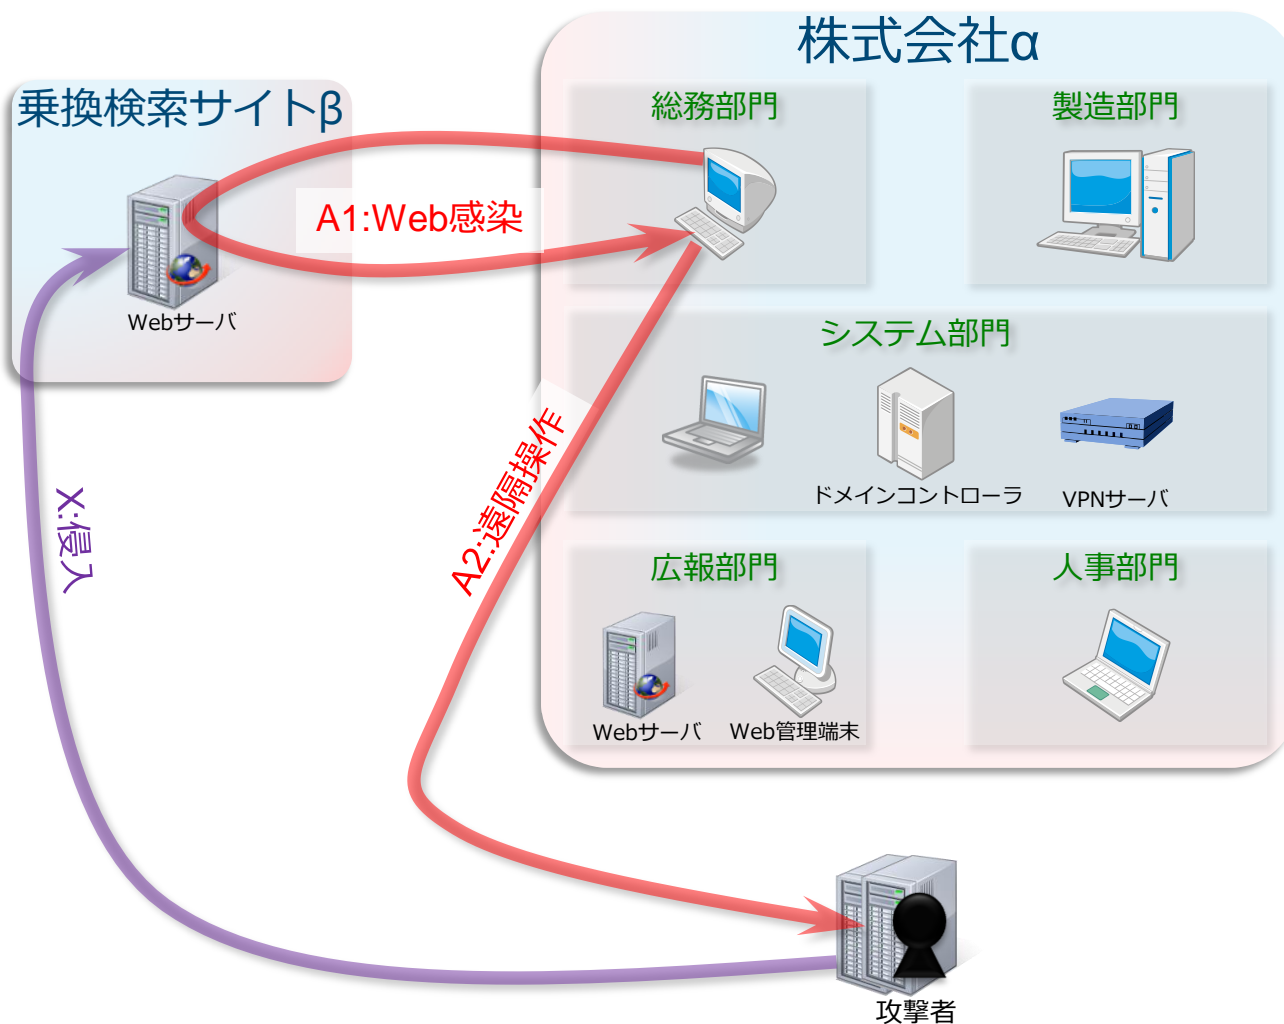 株式会社α
乗換検索サイトβ
総務部門
製造部門
A1:Web感染
Webサーバ
システム部門
ドメインコントローラ
VPNサーバ
A2:遠隔操作
X:侵入
広報部門
人事部門
Webサーバ
Web管理端末
攻撃者